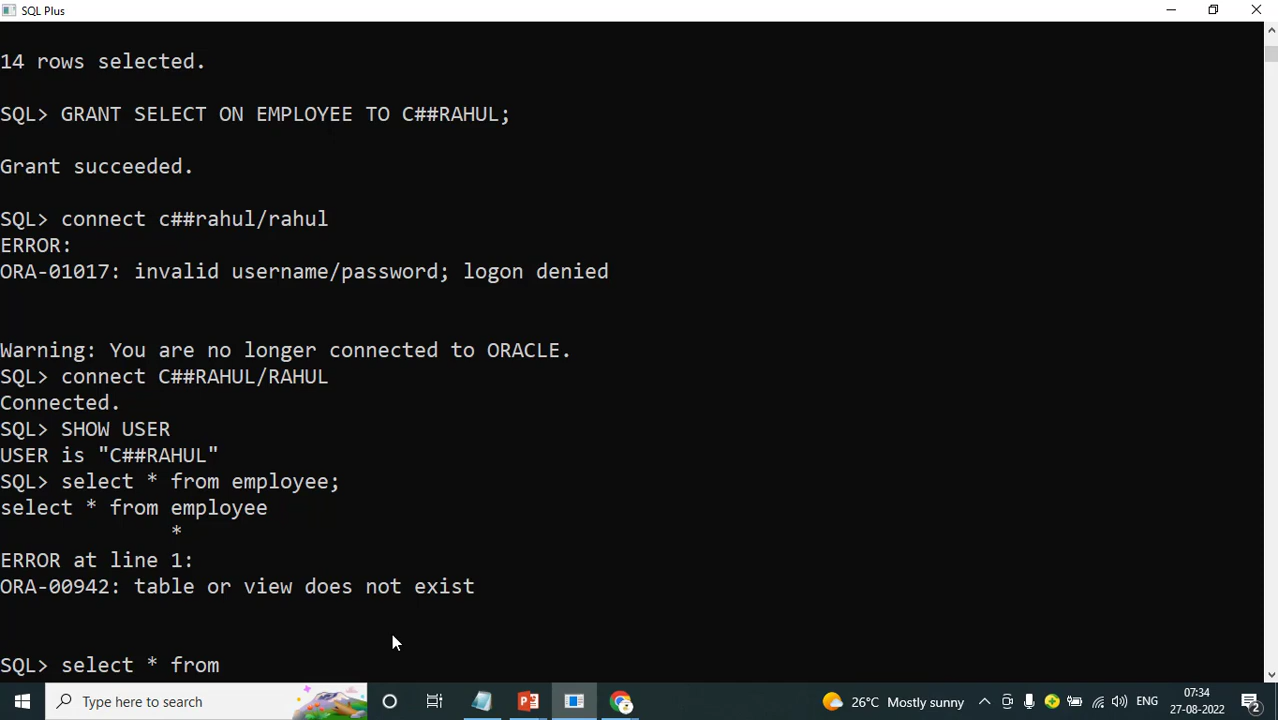 SQL Plus
14 rows selected.
SQL> GRANT SELECT ON EMPLOYEE TO C##RAHUL;
Grant succeeded.
SQL> connect c##rahul/rahul
ERROR:
ORA-01017: invalid username/password; logon denied
Warning: You are no longer connected to ORACLE.
SQL> connect C##RAHUL/RAHUL
Connected.
SQL> SHOW USER
USER is "C##RAHUL"
SQL> select * from employee;
select * from employee
*
ERROR at line 1:
ORA-00942: table or view does not exist
SQL> select * from
Type here to search
26°C Mostly sunny
ENG
07:34
27-08-2022
2